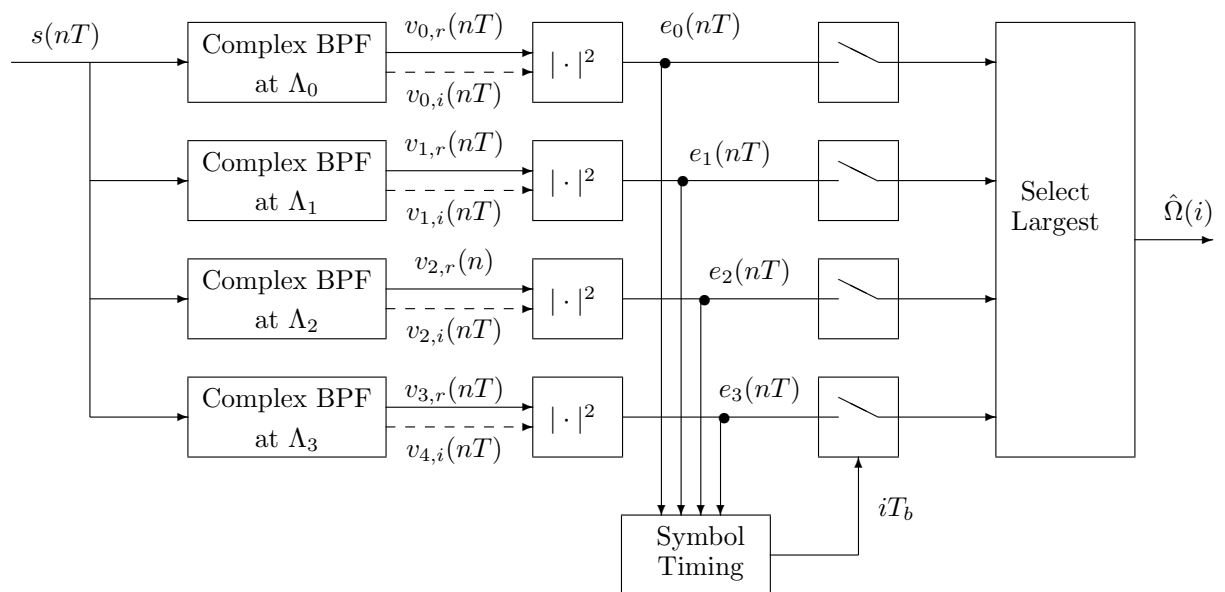 s(nT)
Complex BPF
at Λ₀
v₀,ᵣ(nT)
v₀,ᵢ(nT)
| · |²
e₀(nT)
Complex BPF
at Λ₁
v₁,ᵣ(nT)
v₁,ᵢ(nT)
| · |²
e₁(nT)
Complex BPF
at Λ₂
v₂,ᵣ(n)
v₂,ᵢ(nT)
| · |²
e₂(nT)
Complex BPF
at Λ₃
v₃,ᵣ(nT)
v₄,ᵢ(nT)
| · |²
e₃(nT)
Select
Largest
Ω̂(i)
Symbol
Timing
iT_b